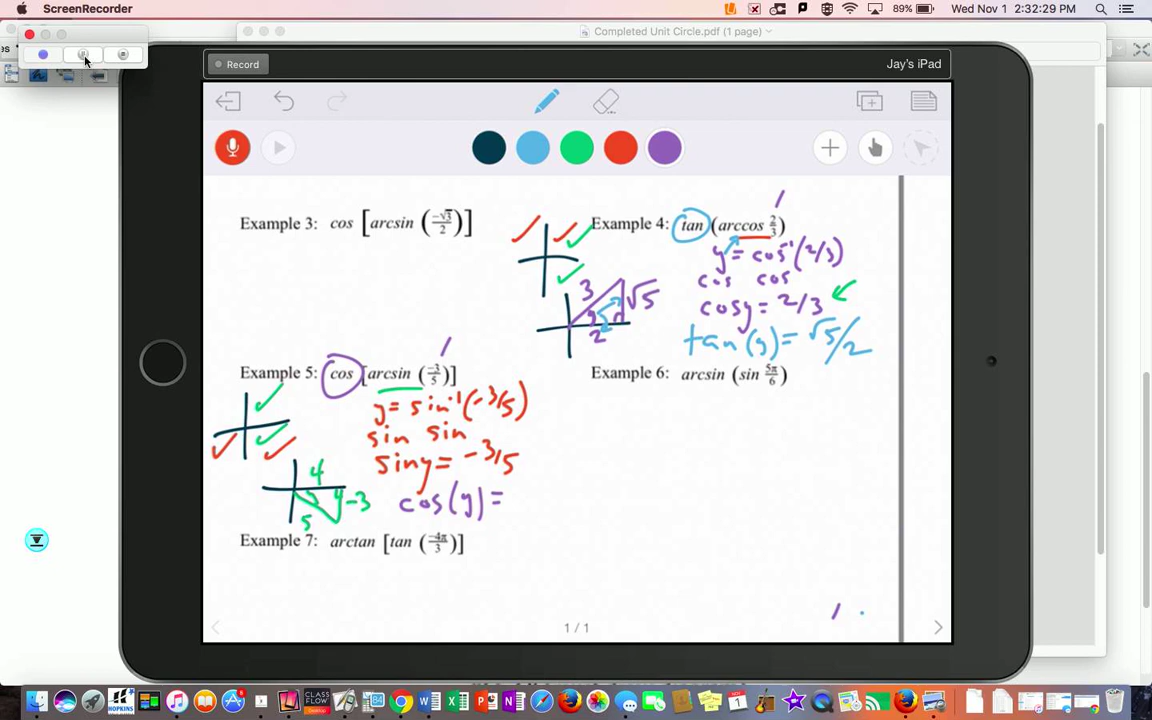 ScreenRecorder 89% Wed Nov 1 2:32:29 PM
Completed Unit Circle.pdf (1 page)
Record Jay's iPad
Example 3: cos [arcsin (-√3/2)]
Example 4: tan (arccos 2/3)
y = cos⁻¹(2/3)
cos cos
cosy = 2/3
tan(y) = √5/2
3 √5
y
2
Example 5: cos [arcsin (-3/5)]
y = sin⁻¹(-3/5)
sin sin
siny = -3/5
cos(y) =
4
y -3
5
Example 6: arcsin (sin 5π/6)
Example 7: arctan [tan (-4π/3)]
1 / 1